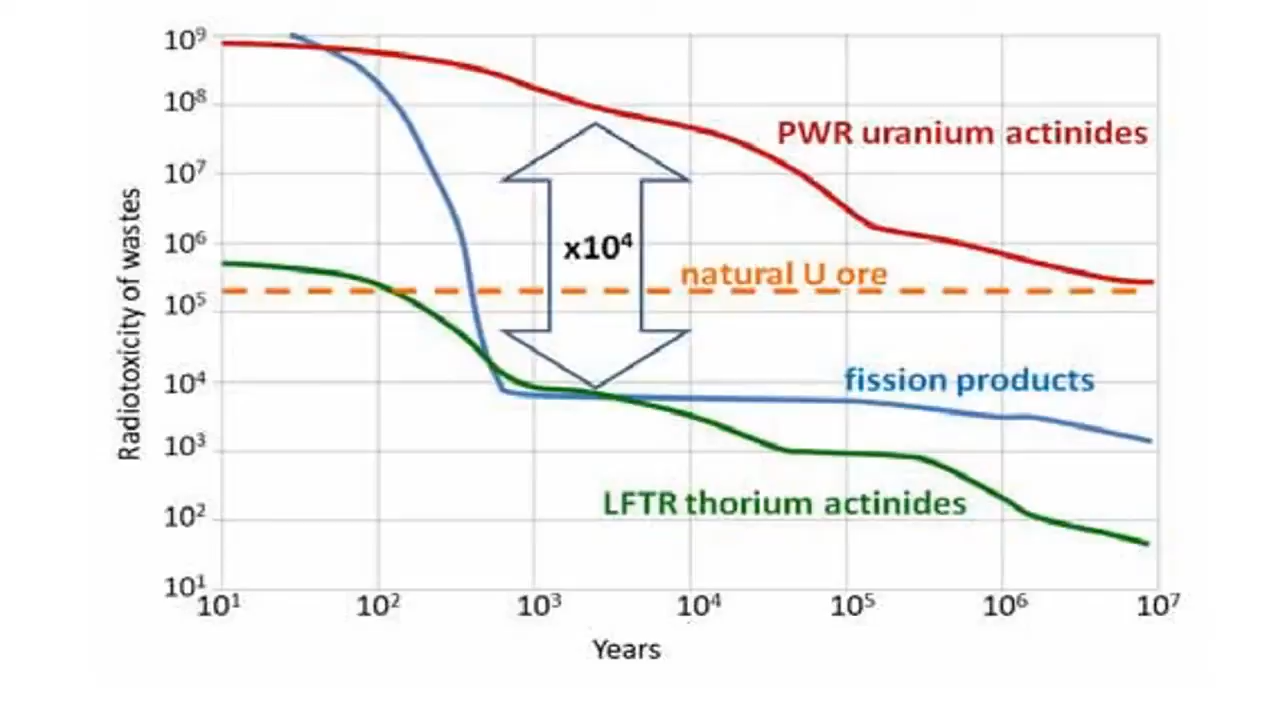 10⁹
10⁸
PWR uranium actinides
10⁷
10⁶
x10⁴
natural U ore
10⁵
10⁴
fission products
10³
LFTR thorium actinides
10²
10¹
Radiotoxicity of wastes
10¹ 10² 10³ 10⁴ 10⁵ 10⁶ 10⁷
Years